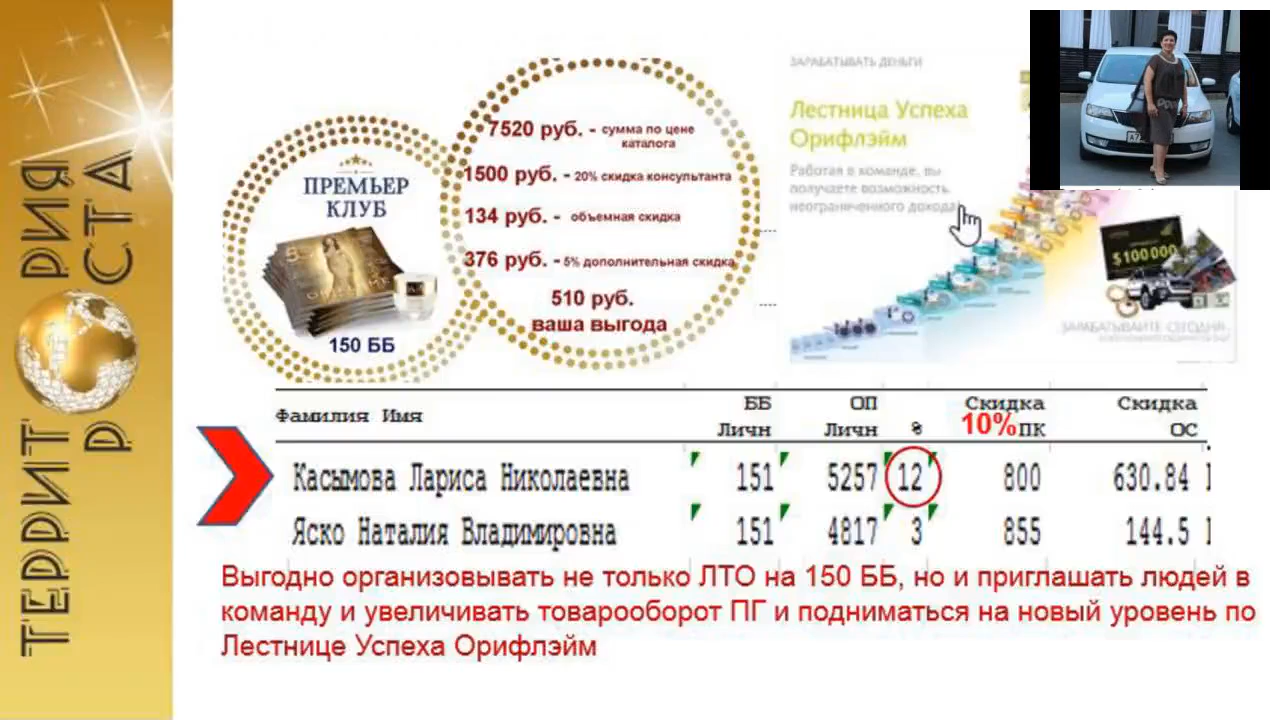 ТЕРРИТОРИЯ
РОСТА
ПРЕМЬЕР
КЛУБ
150 ББ
7520 руб. - сумма по цене
каталога
1500 руб. - 20% скидка консультанта
134 руб. - объемная скидка
376 руб. - 5% дополнительная скидка
510 руб.
ваша выгода
ЗАРАБАТЫВАТЬ ДЕНЬГИ
Лестница Успеха
Орифлэйм
Работая в команде, вы
получаете возможность
неограниченного дохода
$100000
ЗАРАБАТЫВАЙТЕ СЕГОДНЯ
Фамилия Имя ББ Личн ОП Личн % Скидка 10% ПК Скидка ОС
Касымова Лариса Николаевна 151 5257 12 800 630.84
Яско Наталия Владимировна 151 4817 3 855 144.5
Выгодно организовывать не только ЛТО на 150 ББ, но и приглашать людей в
команду и увеличивать товарооборот ПГ и подниматься на новый уровень по
Лестнице Успеха Орифлэйм